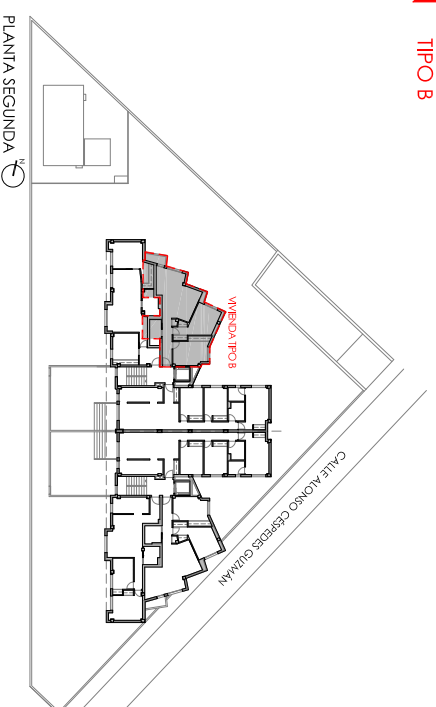 TIPO B
VIVIENDA TIPO B
CALLE ALONSO CÉSPEDES GUZMÁN
PLANTA SEGUNDA
N